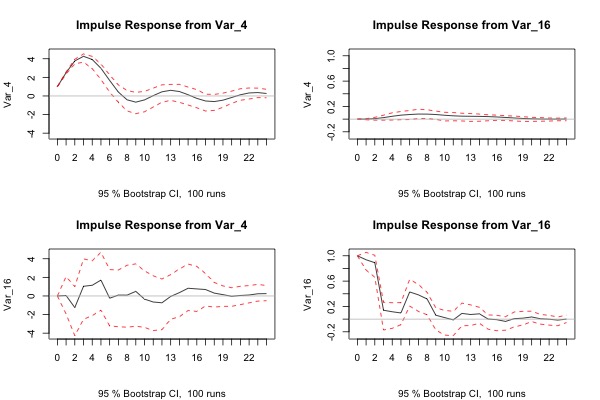 Impulse Response from Var_4
Var_4
-4 -2 0 2 4
0 2 4 6 8 10 13 16 19 22
95 % Bootstrap CI, 100 runs
Impulse Response from Var_16
Var_4
-0.2 0.2 0.6 1.0
0 2 4 6 8 10 13 16 19 22
95 % Bootstrap CI, 100 runs
Impulse Response from Var_4
Var_16
-4 -2 0 2 4
0 2 4 6 8 10 13 16 19 22
95 % Bootstrap CI, 100 runs
Impulse Response from Var_16
Var_16
-0.2 0.2 0.6 1.0
0 2 4 6 8 10 13 16 19 22
95 % Bootstrap CI, 100 runs